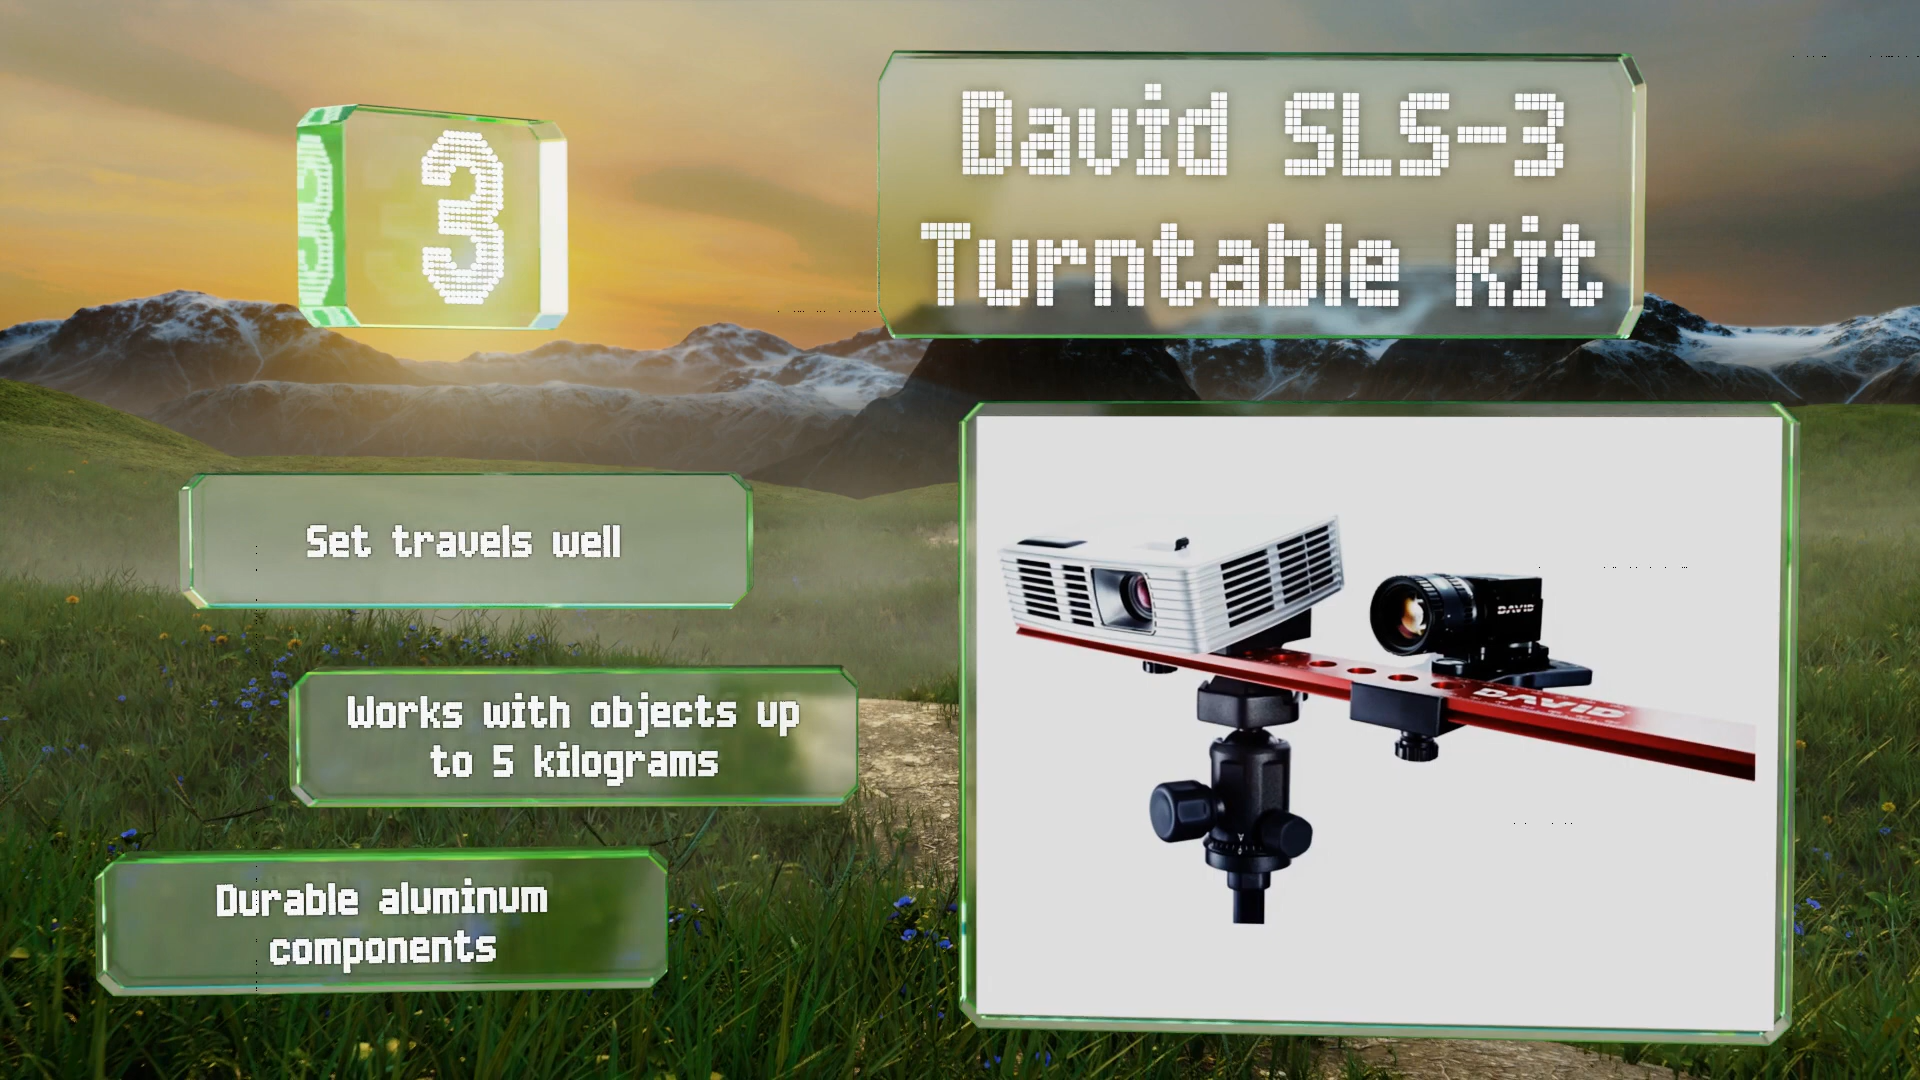 3
David SLS-3
Turntable Kit
Set travels well
Works with objects up
to 5 kilograms
Durable aluminum
components
DAVID
DAVID